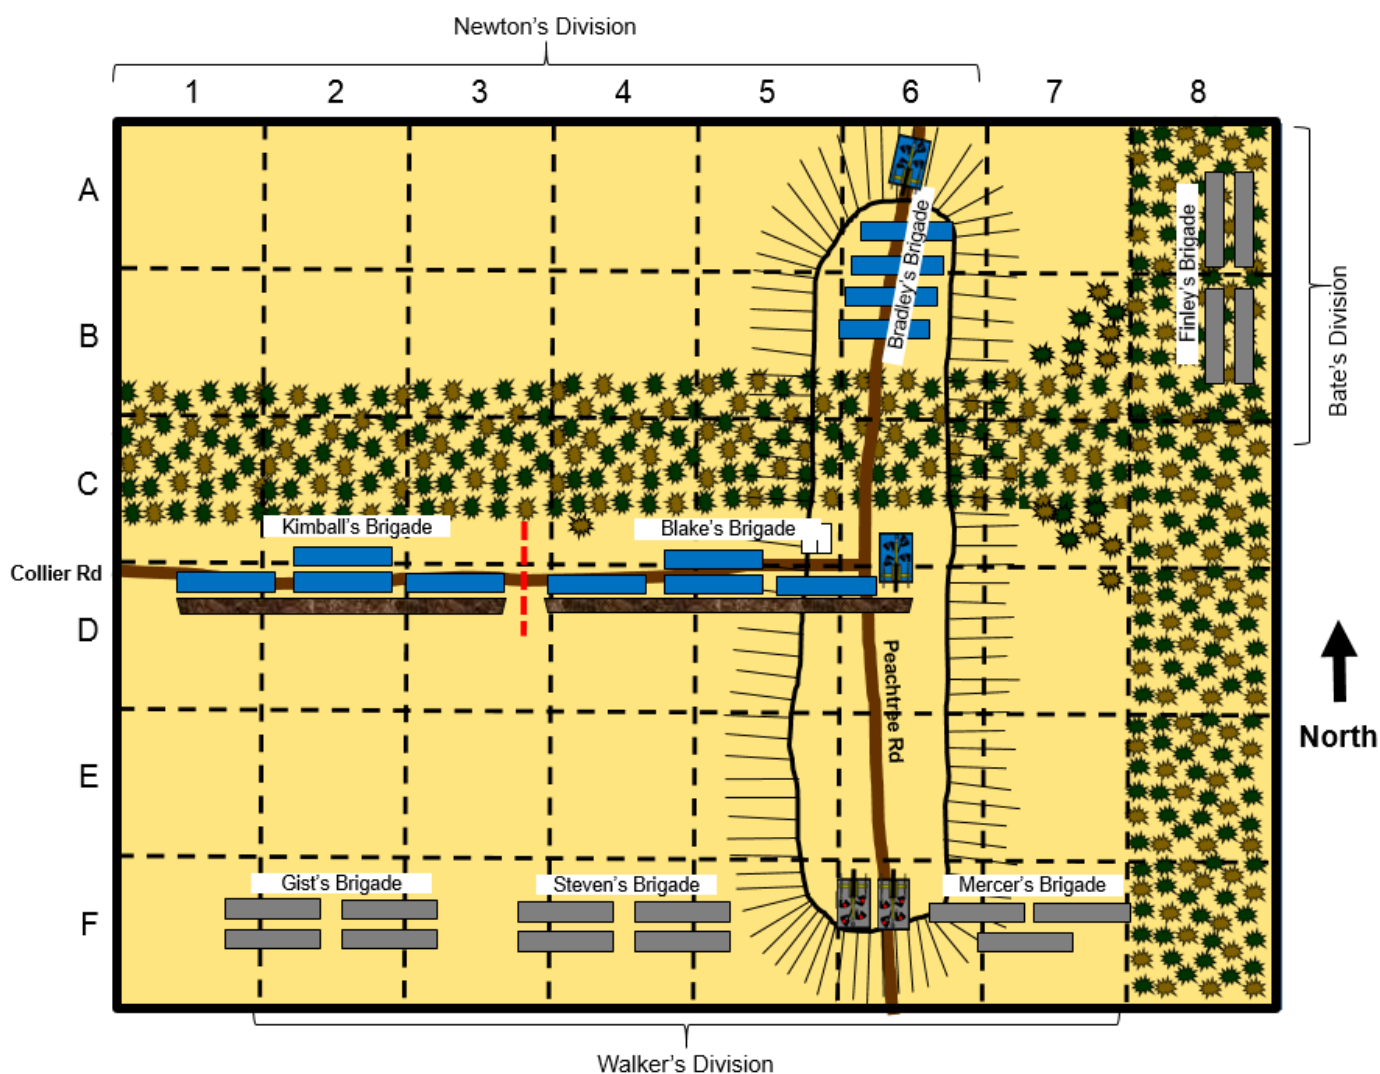 Newton's Division
1 2 3 4 5 6 7 8
A
Finley's Brigade
Bradley's Brigade
B
Bate's Division
C
Kimball's Brigade
Blake's Brigade
Collier Rd
D
Peachtree Rd
North
E
Gist's Brigade
Steven's Brigade
Mercer's Brigade
F
Walker's Division